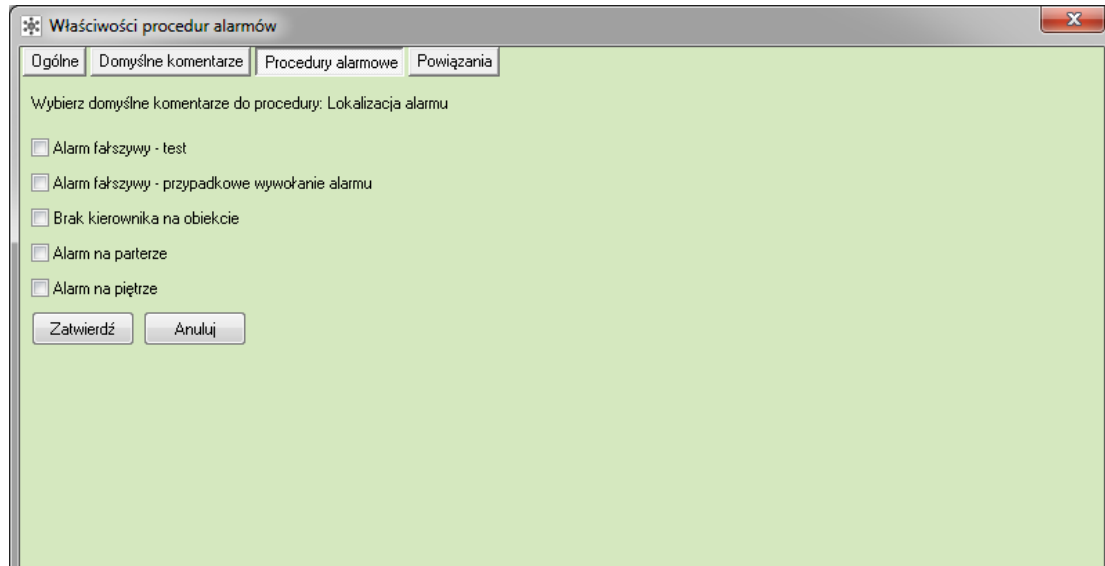 Właściwości procedur alarmów
Ogólne Domyślne komentarze Procedury alarmowe Powiązania
Wybierz domyślne komentarze do procedury: Lokalizacja alarmu
Alarm fałszywy - test
Alarm fałszywy - przypadkowe wywołanie alarmu
Brak kierownika na obiekcie
Alarm na parterze
Alarm na piętrze
Zatwierdź Anuluj